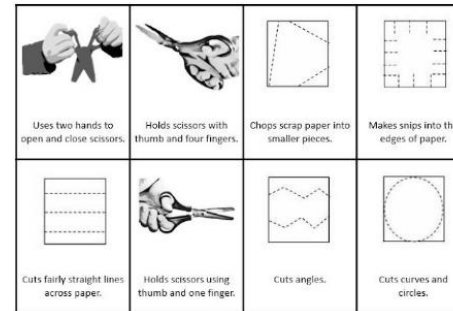 Uses two hands to
open and close scissors.
Holds scissors with
thumb and four fingers.
Chops scrap paper into
smaller pieces.
Makes snips into the
edges of paper.
Cuts fairly straight lines
across paper.
Holds scissors using
thumb and one finger.
Cuts angles.
Cuts curves and
circles.